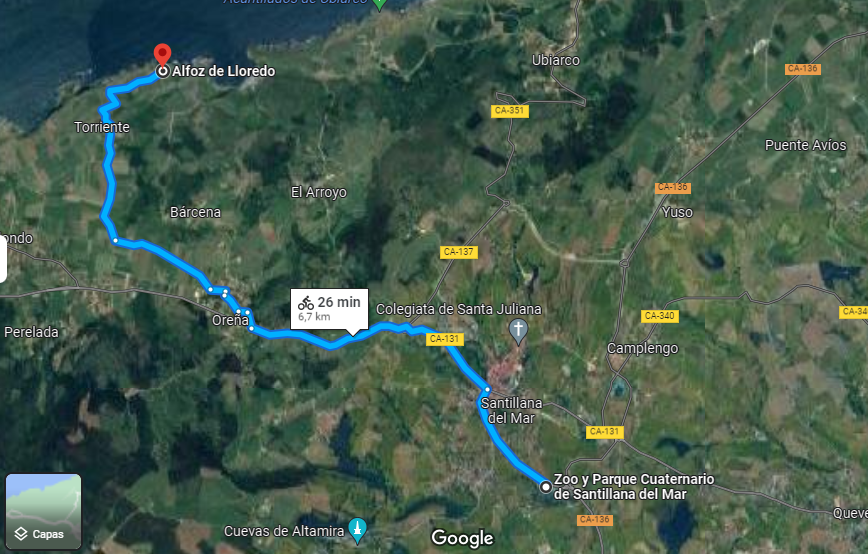 Acantilados de Ubiarco
Alfoz de Lloredo
Ubiarco
CA-136
CA-351
Torriente
Puente Avíos
CA-136
El Arroyo
Bárcena
Yuso
ondo
CA-137
26 min
6,7 km
Colegiata de Santa Juliana
CA-340
CA-34
Oreña
Perelada
CA-131
Camplengo
Santillana
del Mar
CA-131
Zoo y Parque Cuaternario
de Santillana del Mar
CA-136
Queve
Capas
Cuevas de Altamira
Google